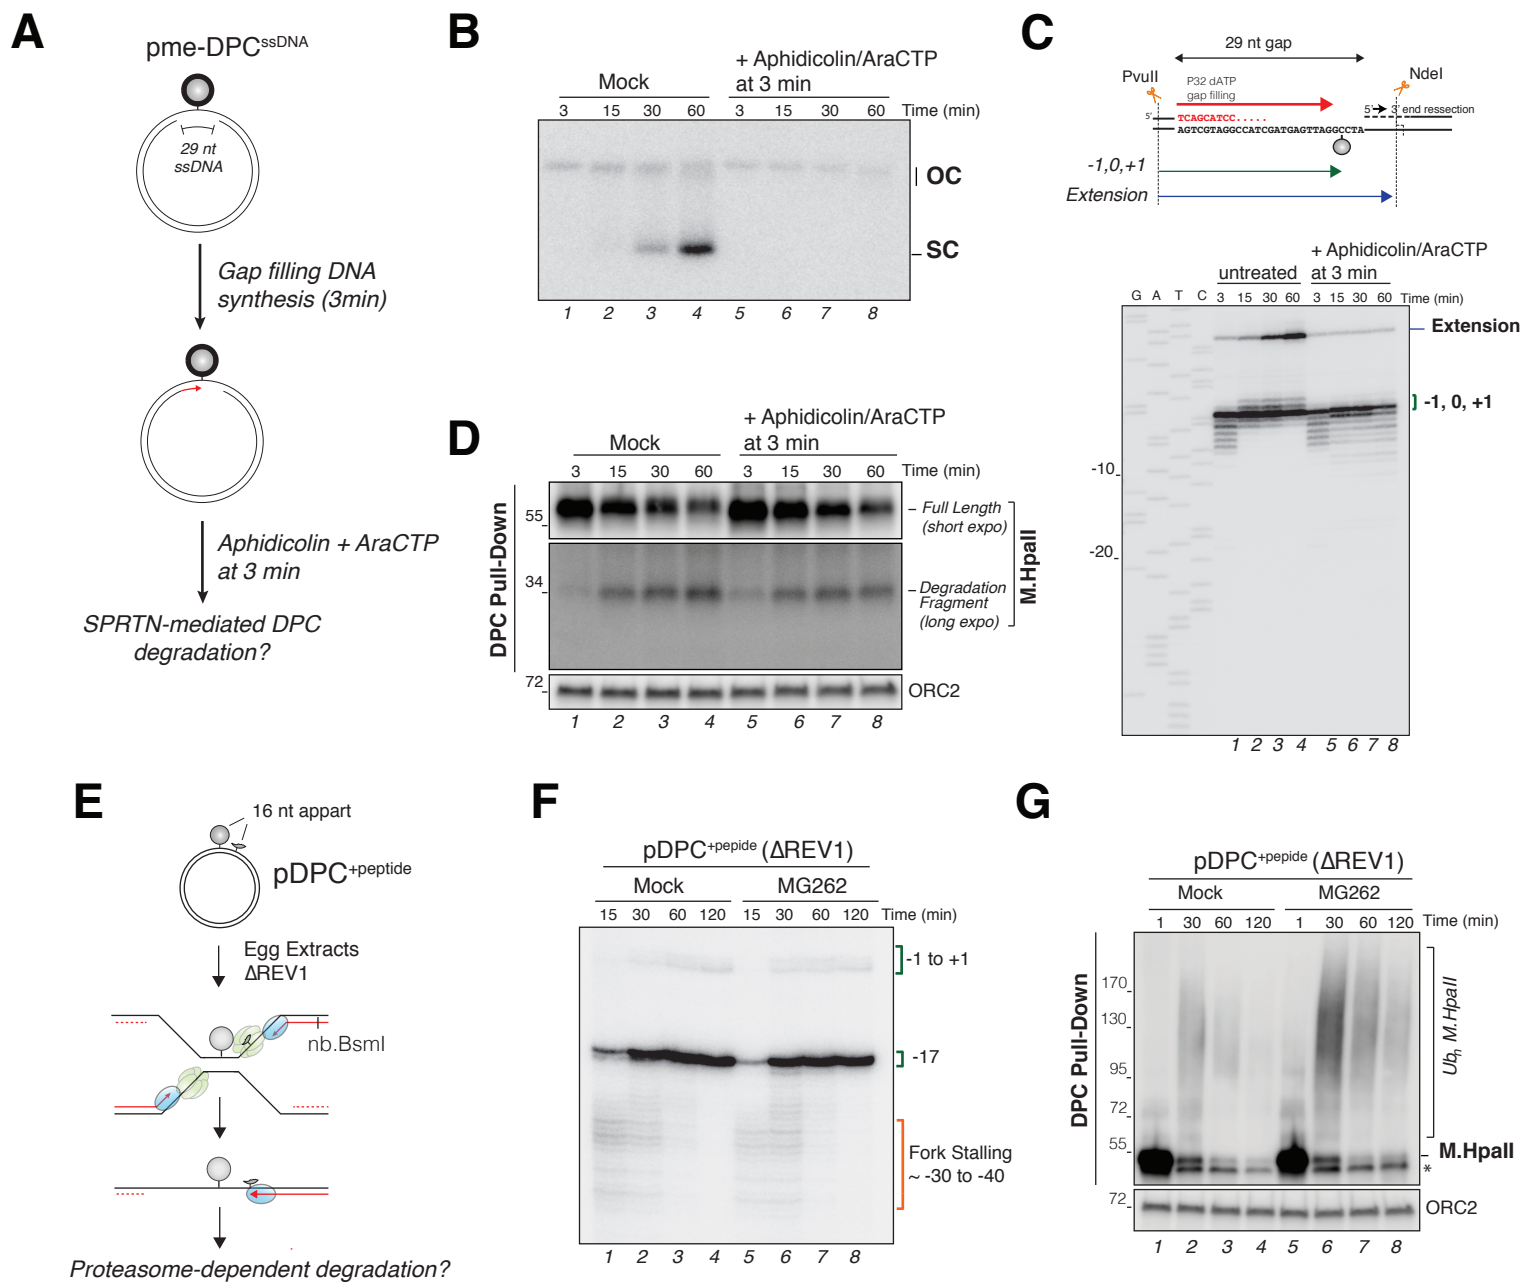 A
pme-DPCssDNA
29 nt
ssDNA
Gap filling DNA
synthesis (3min)
Aphidicolin + AraCTP
at 3 min
SPRTN-mediated DPC
degradation?
B
Mock
+ Aphidicolin/AraCTP
at 3 min
3 15 30 60 3 15 30 60 Time (min)
OC
SC
1 2 3 4 5 6 7 8
C
29 nt gap
PvuII
NdeI
P32 dATP
gap filling
5' 3' end ressection
5'
TCAGCATCC.....
AGTCGTAGGCCATCGATGAGTTAGGCCTA
-1,0,+1
Extension
+ Aphidicolin/AraCTP
untreated at 3 min
G A T C 3 15 30 60 3 15 30 60 Time (min)
Extension
-1, 0, +1
-10
-20
1 2 3 4 5 6 7 8
D
Mock
+ Aphidicolin/AraCTP
at 3 min
3 15 30 60 3 15 30 60 Time (min)
DPC Pull-Down
55
Full Length
(short expo)
34
Degradation
Fragment
(long expo)
M.HpaII
72
ORC2
1 2 3 4 5 6 7 8
E
16 nt appart
pDPC+peptide
Egg Extracts
ΔREV1
nb.BsmI
Proteasome-dependent degradation?
F
pDPC+pepide (ΔREV1)
Mock MG262
15 30 60 120 15 30 60 120 Time (min)
-1 to +1
-17
Fork Stalling
~ -30 to -40
1 2 3 4 5 6 7 8
G
pDPC+pepide (ΔREV1)
Mock MG262
1 30 60 120 1 30 60 120 Time (min)
DPC Pull-Down
170
130
95
72
55
Ubn M.HpaII
M.HpaII
*
72
ORC2
1 2 3 4 5 6 7 8